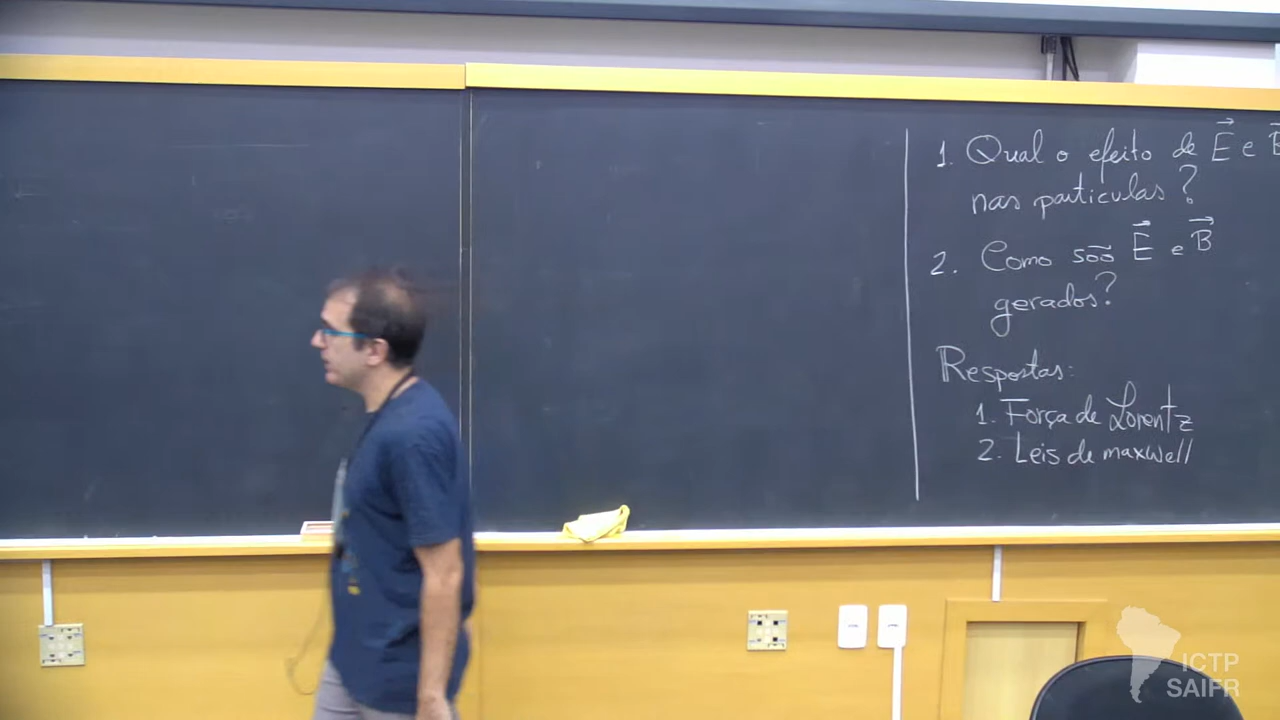 1. Qual o efeito de E⃗ e B⃗
nas particulas?
2. Como são E⃗ e B⃗
gerados?
Respostas:
1. Força de Lorentz
2. Leis de maxwell
ICTP
SAIFR